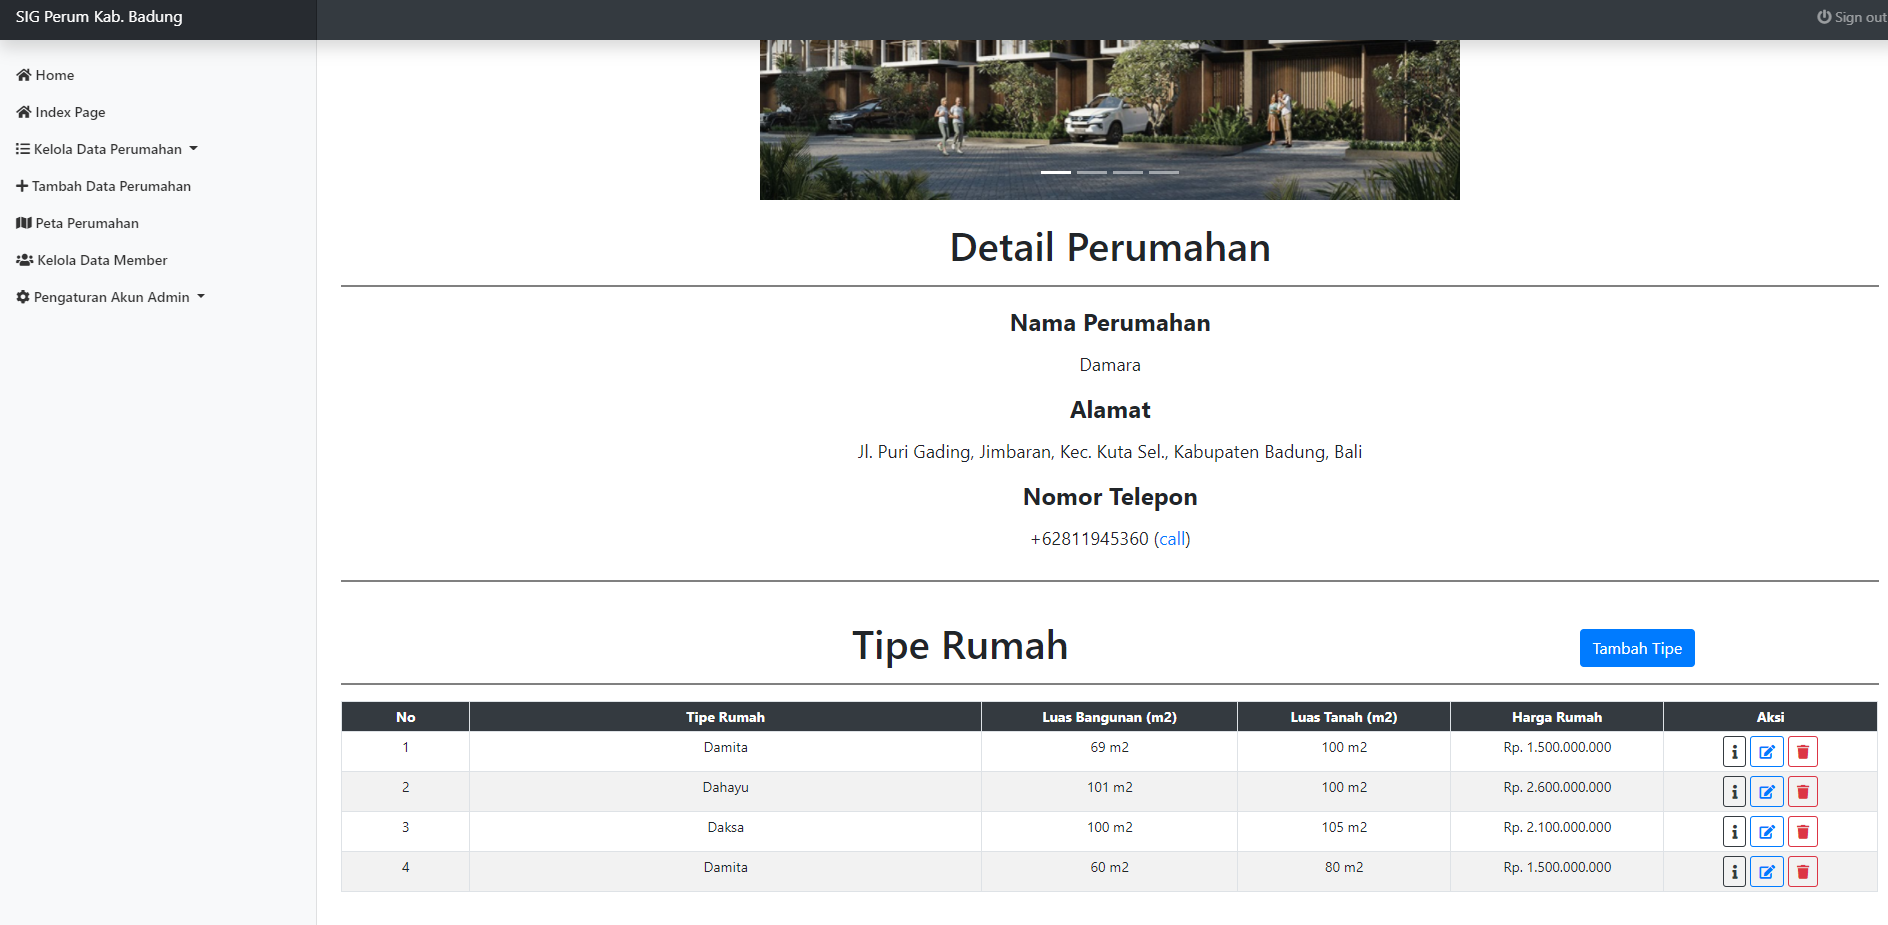 SIG Perum Kab. Badung
Sign out
Home
Index Page
Kelola Data Perumahan
Tambah Data Perumahan
Peta Perumahan
Kelola Data Member
Pengaturan Akun Admin
Detail Perumahan
Nama Perumahan
Damara
Alamat
Jl. Puri Gading, Jimbaran, Kec. Kuta Sel., Kabupaten Badung, Bali
Nomor Telepon
+62811945360 (call)
Tipe Rumah
Tambah Tipe
No Tipe Rumah Luas Bangunan (m2) Luas Tanah (m2) Harga Rumah Aksi
1 Damita 69 m2 100 m2 Rp. 1.500.000.000
2 Dahayu 101 m2 100 m2 Rp. 2.600.000.000
3 Daksa 100 m2 105 m2 Rp. 2.100.000.000
4 Damita 60 m2 80 m2 Rp. 1.500.000.000